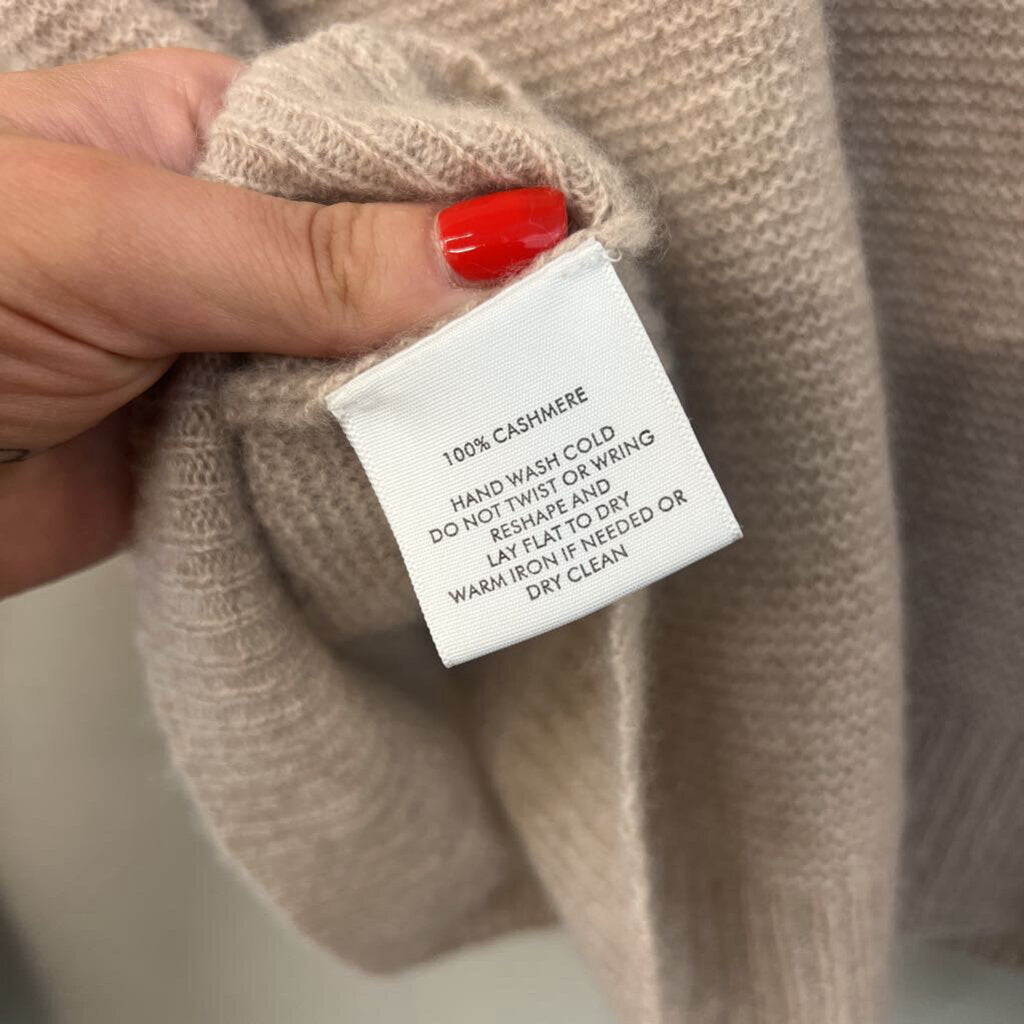 100% CASHMERE
HAND WASH COLD
DO NOT TWIST OR WRING
RESHAPE AND
LAY FLAT TO DRY
WARM IRON IF NEEDED OR
DRY CLEAN